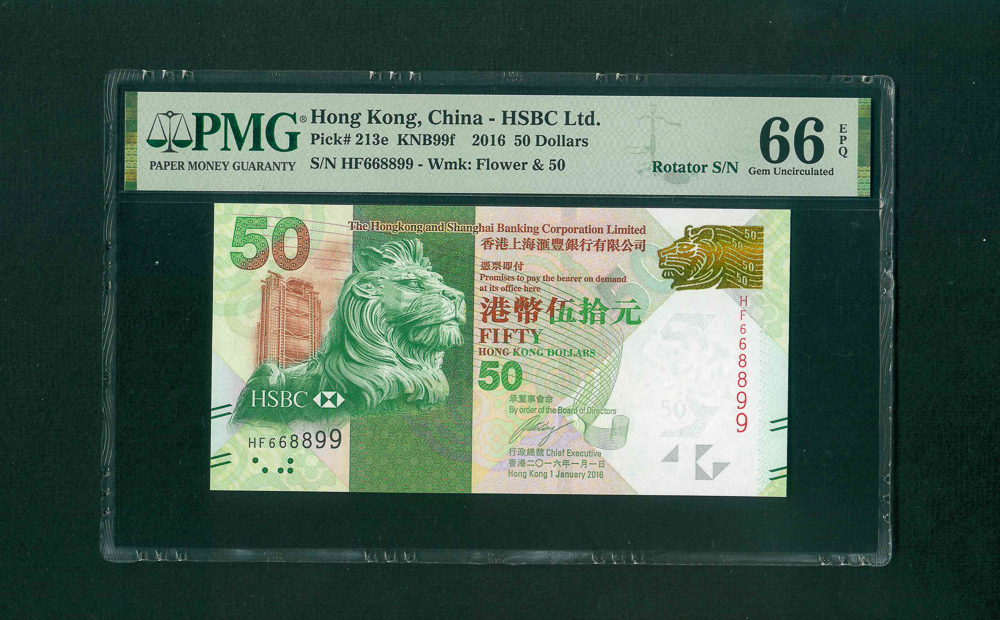 PMG®
PAPER MONEY GUARANTY
Hong Kong, China - HSBC Ltd.
Pick# 213e KNB99f 2016 50 Dollars
S/N HF668899 - Wmk: Flower & 50
Rotator S/N
66
EPQ
Gem Uncirculated
50
The Hongkong and Shanghai Banking Corporation Limited
香港上海滙豐銀行有限公司
憑票即付
Promises to pay the bearer on demand
at its office here
港幣伍拾元
FIFTY
HONG KONG DOLLARS
50
承董事會命
By order of the Board of Directors
行政總裁 Chief Executive
香港二〇一六年一月一日
Hong Kong 1 January 2016
HSBC
HF668899
50
50
50
50
HF668899
50